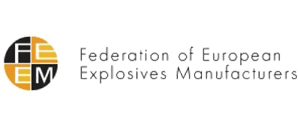 FE
EM
Federation of European
Explosives Manufacturers